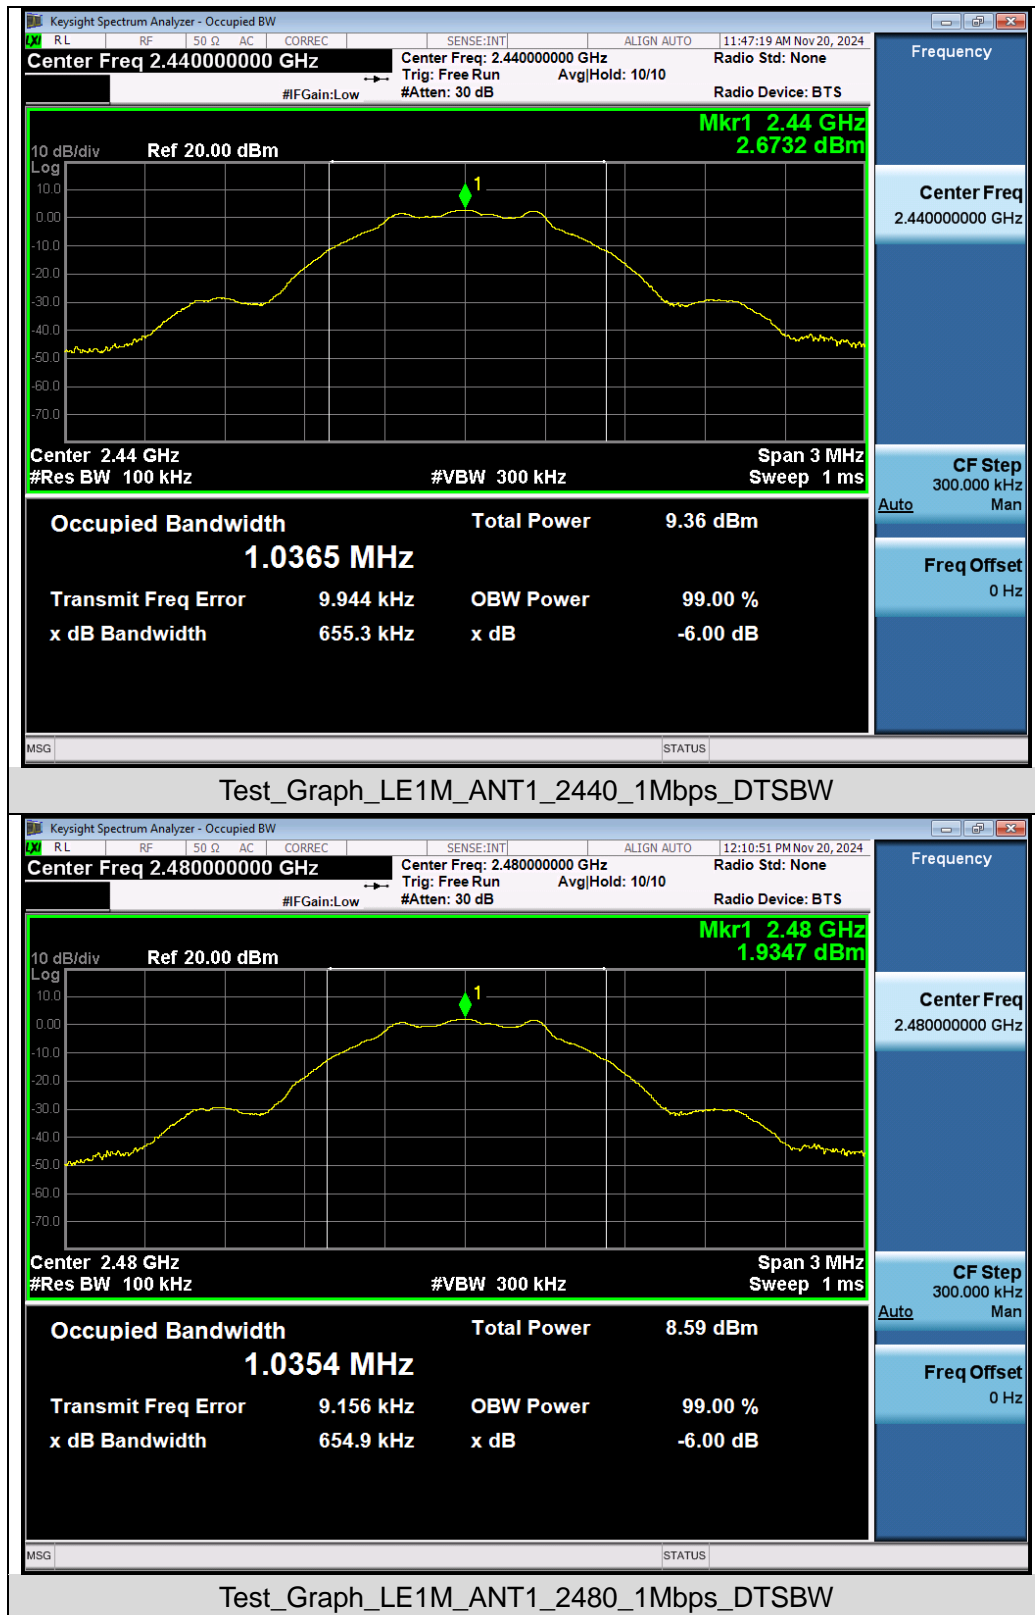 Keysight Spectrum Analyzer - Occupied BW
LXI RL RF 50 Ω AC CORREC SENSE:INT ALIGN AUTO 11:47:19 AM Nov 20, 2024
Center Freq 2.440000000 GHz
Center Freq: 2.440000000 GHz
Radio Std: None
Trig: Free Run Avg|Hold: 10/10
#IFGain:Low
#Atten: 30 dB
Radio Device: BTS
Frequency
Mkr1 2.44 GHz
2.6732 dBm
10 dB/div Ref 20.00 dBm
Log
10.0
0.00
-10.0
-20.0
-30.0
-40.0
-50.0
-60.0
-70.0
1
Center Freq
2.440000000 GHz
Center 2.44 GHz Span 3 MHz
#Res BW 100 kHz #VBW 300 kHz Sweep 1 ms
CF Step
300.000 kHz
Auto Man
Freq Offset
0 Hz
Occupied Bandwidth Total Power 9.36 dBm
1.0365 MHz
Transmit Freq Error 9.944 kHz OBW Power 99.00 %
x dB Bandwidth 655.3 kHz x dB -6.00 dB
MSG STATUS
Test_Graph_LE1M_ANT1_2440_1Mbps_DTSBW
Keysight Spectrum Analyzer - Occupied BW
LXI RL RF 50 Ω AC CORREC SENSE:INT ALIGN AUTO 12:10:51 PM Nov 20, 2024
Center Freq 2.480000000 GHz
Center Freq: 2.480000000 GHz
Radio Std: None
Trig: Free Run Avg|Hold: 10/10
#IFGain:Low
#Atten: 30 dB
Radio Device: BTS
Frequency
Mkr1 2.48 GHz
1.9347 dBm
10 dB/div Ref 20.00 dBm
Log
10.0
0.00
-10.0
-20.0
-30.0
-40.0
-50.0
-60.0
-70.0
1
Center Freq
2.480000000 GHz
Center 2.48 GHz Span 3 MHz
#Res BW 100 kHz #VBW 300 kHz Sweep 1 ms
CF Step
300.000 kHz
Auto Man
Freq Offset
0 Hz
Occupied Bandwidth Total Power 8.59 dBm
1.0354 MHz
Transmit Freq Error 9.156 kHz OBW Power 99.00 %
x dB Bandwidth 654.9 kHz x dB -6.00 dB
MSG STATUS
Test_Graph_LE1M_ANT1_2480_1Mbps_DTSBW